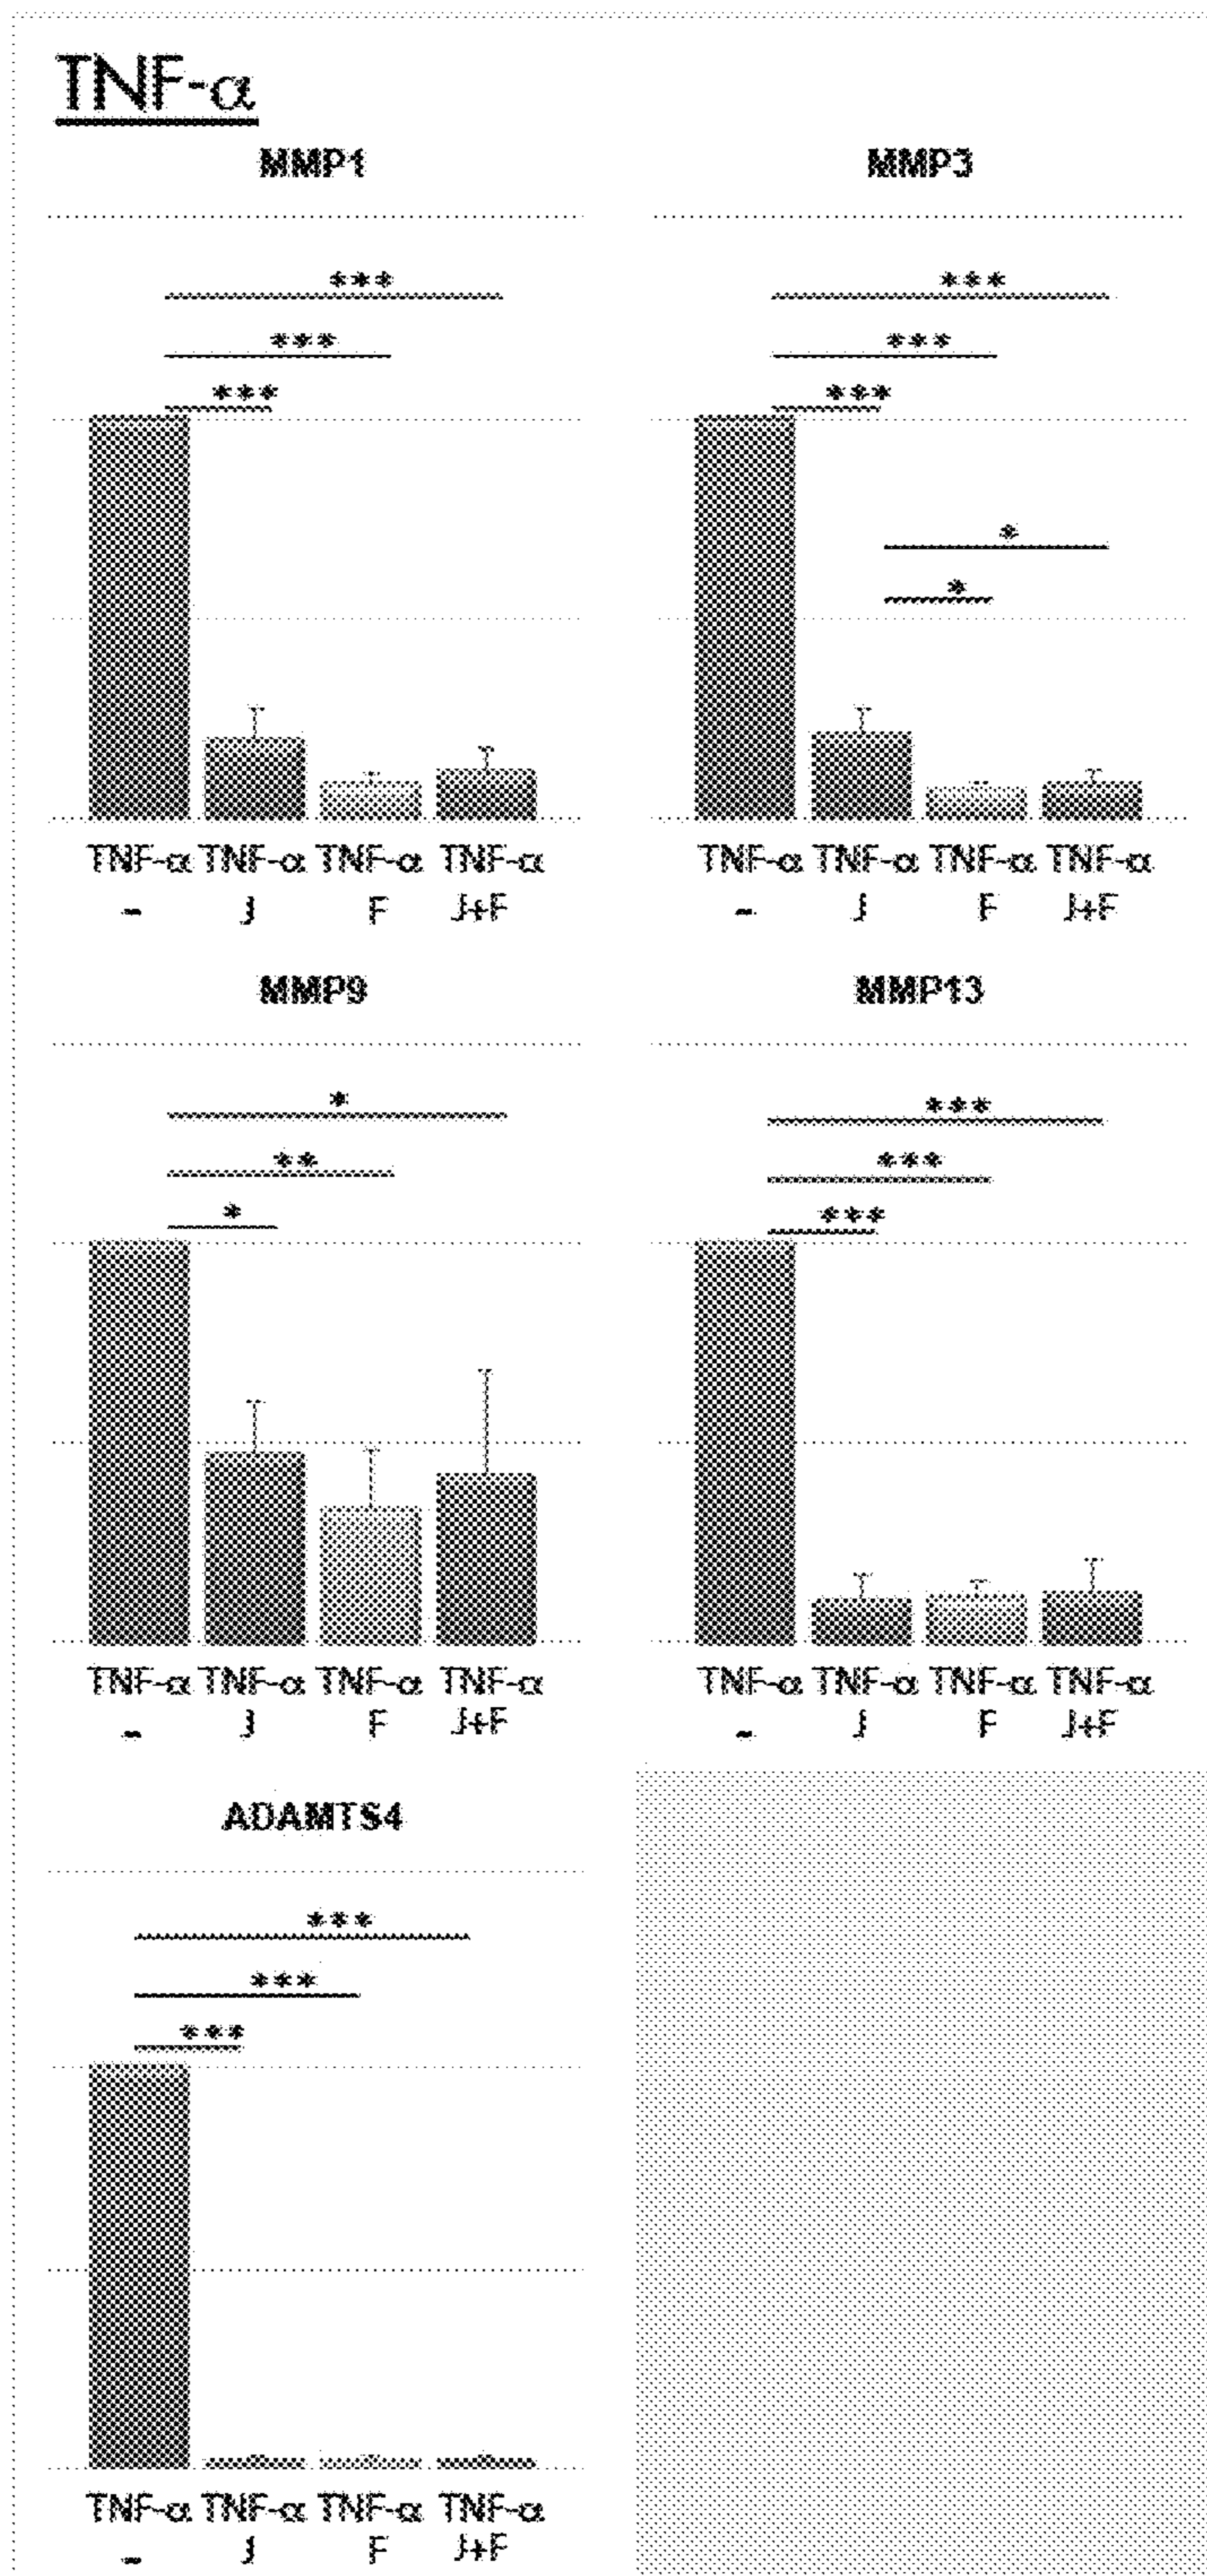 TNF-α
MMP1
MMP3
***
***
***
***
***
***
*
*
TNF-α TNF-α TNF-α TNF-α
- J F J+F
TNF-α TNF-α TNF-α TNF-α
- J F J+F
MMP9
MMP13
*
**
*
***
***
***
TNF-α TNF-α TNF-α TNF-α
- J F J+F
TNF-α TNF-α TNF-α TNF-α
- J F J+F
ADAMTS4
***
***
***
TNF-α TNF-α TNF-α TNF-α
- J F J+F